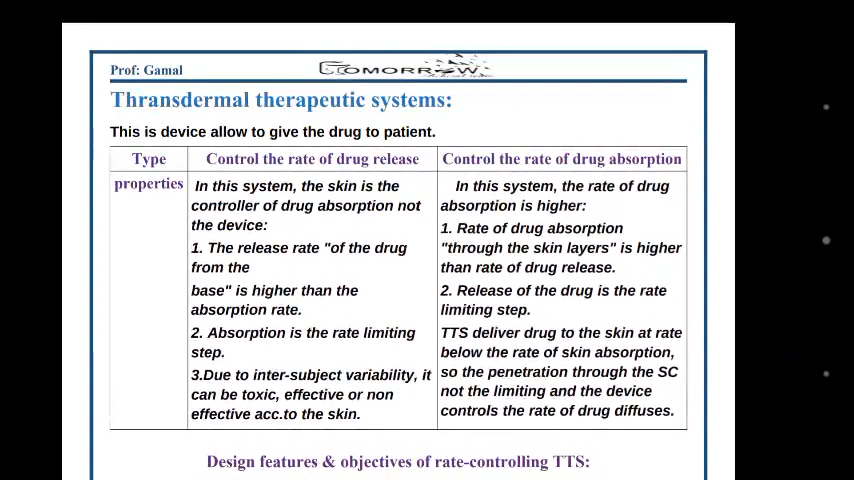 Prof: Gamal
TOMORROW
Thransdermal therapeutic systems:
This is device allow to give the drug to patient.
Type
Control the rate of drug release
Control the rate of drug absorption
properties
In this system, the skin is the
controller of drug absorption not
the device:
1. The release rate "of the drug
from the
base" is higher than the
absorption rate.
2. Absorption is the rate limiting
step.
3.Due to inter-subject variability, it
can be toxic, effective or non
effective acc.to the skin.
In this system, the rate of drug
absorption is higher:
1. Rate of drug absorption
"through the skin layers" is higher
than rate of drug release.
2. Release of the drug is the rate
limiting step.
TTS deliver drug to the skin at rate
below the rate of skin absorption,
so the penetration through the SC
not the limiting and the device
controls the rate of drug diffuses.
Design features & objectives of rate-controlling TTS: